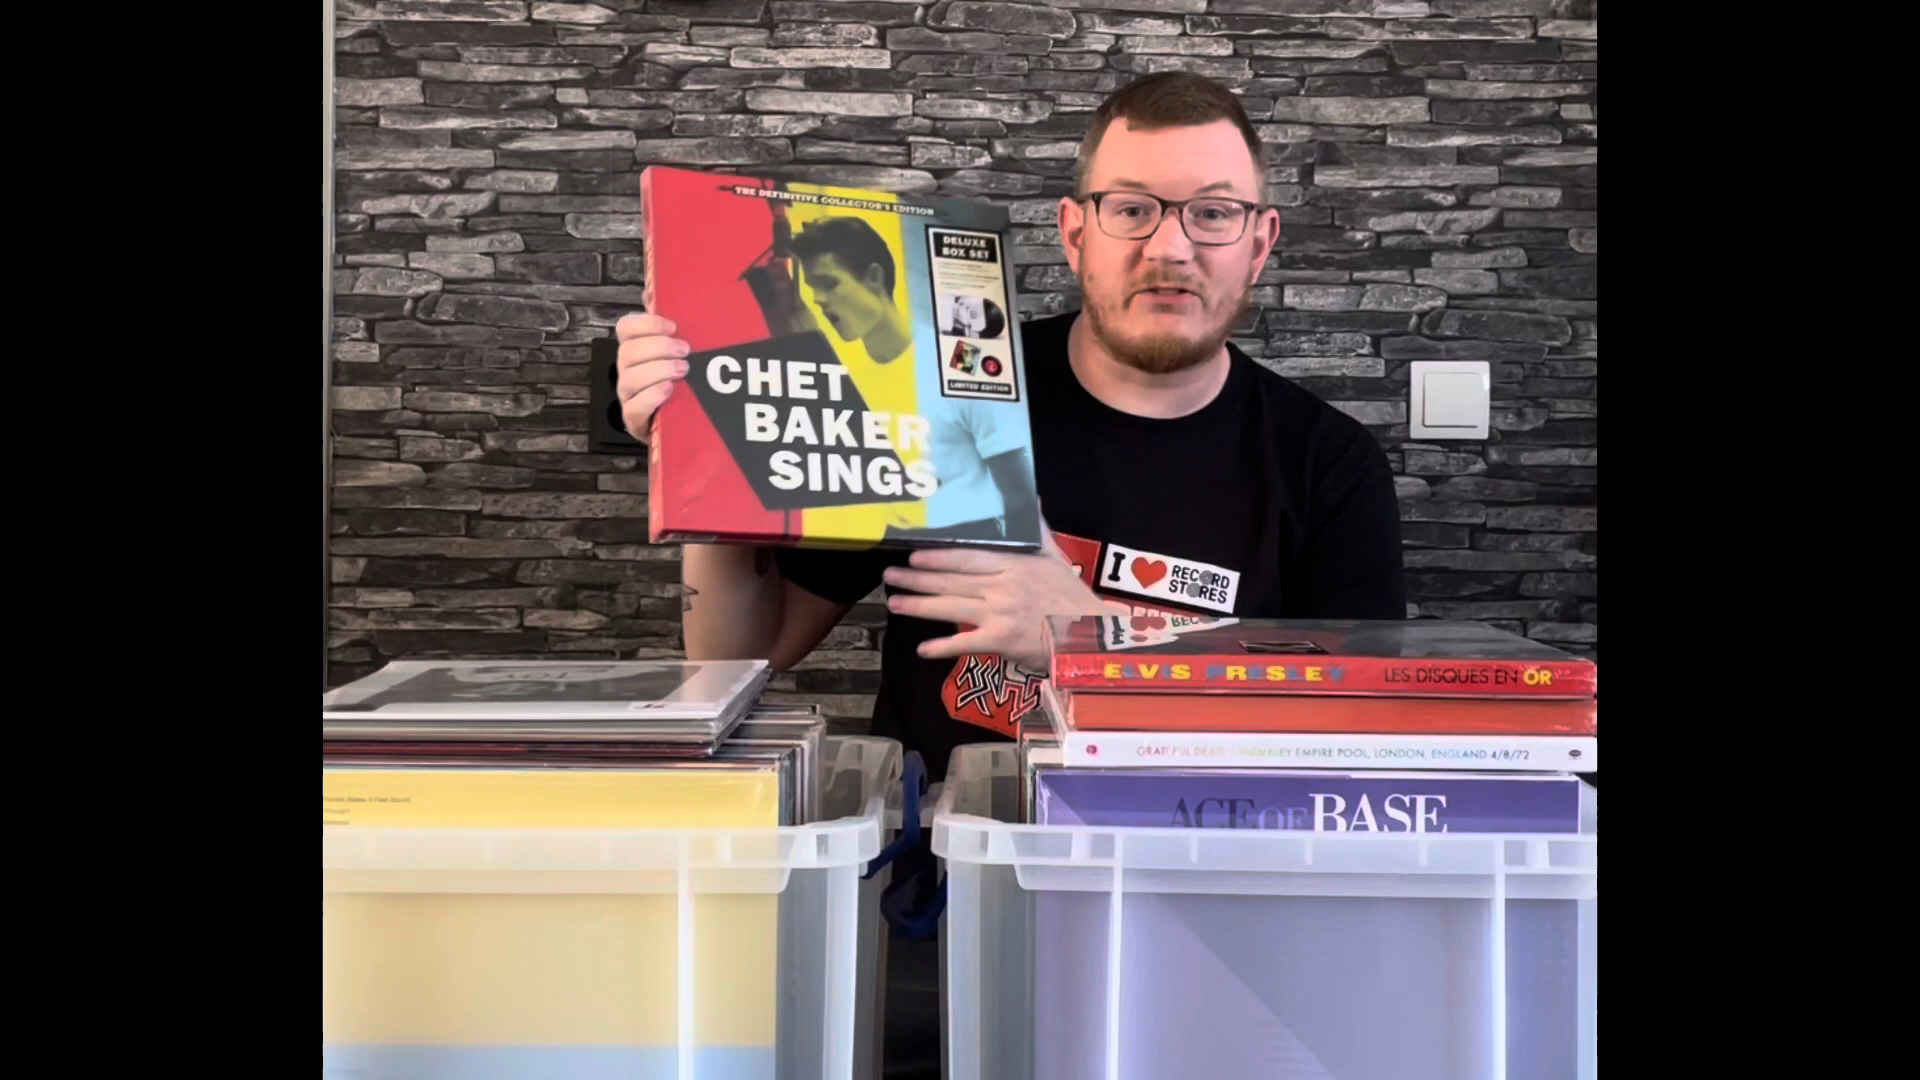 THE DEFINITIVE COLLECTOR'S EDITION
DELUXE
BOX SET
LIMITED EDITION
CHET
BAKER
SINGS
I
RECORD
STORES
ELVIS PRESLEY LES DISQUES EN OR
GRATEFUL DEAD WEMBLEY EMPIRE POOL, LONDON, ENGLAND 4/8/72
ACE OF BASE